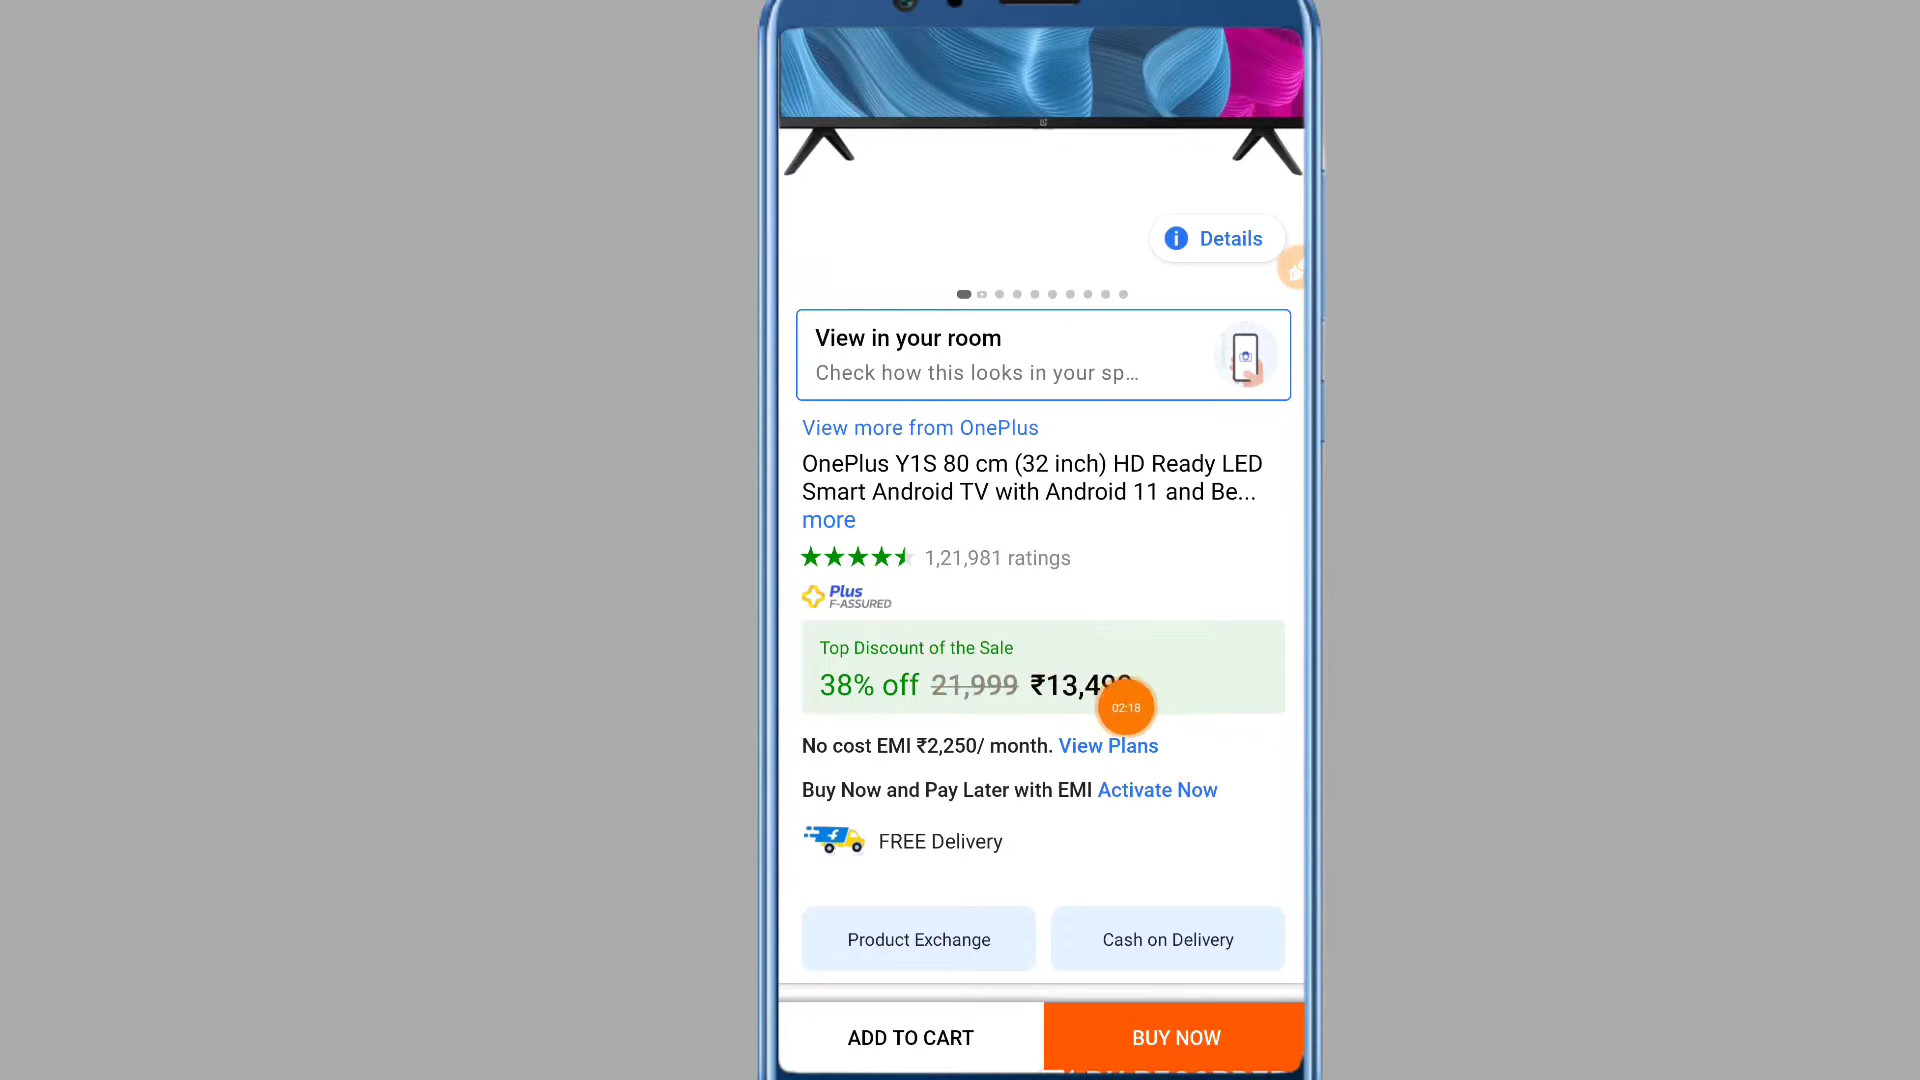 Details
View in your room
Check how this looks in your sp...
View more from OnePlus
OnePlus Y1S 80 cm (32 inch) HD Ready LED
Smart Android TV with Android 11 and Be...
more
1,21,981 ratings
Plus
F-ASSURED
Top Discount of the Sale
38% off 21,999
02:18
No cost EMI ₹2,250/ month. View Plans
Buy Now and Pay Later with EMI Activate Now
FREE Delivery
Product Exchange
Cash on Delivery
ADD TO CART
BUY NOW